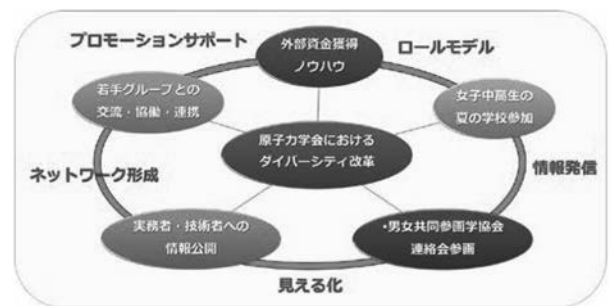 プロモーションサポート
外部資金獲得
ノウハウ
ロールモデル
若手グループとの
交流・協働・連携
女子中高生の
夏の学校参加
原子力学会における
ダイバーシティ改革
ネットワーク形成
情報発信
実務者・技術者への
情報公開
・男女共同参画学協会
連絡会参画
見える化